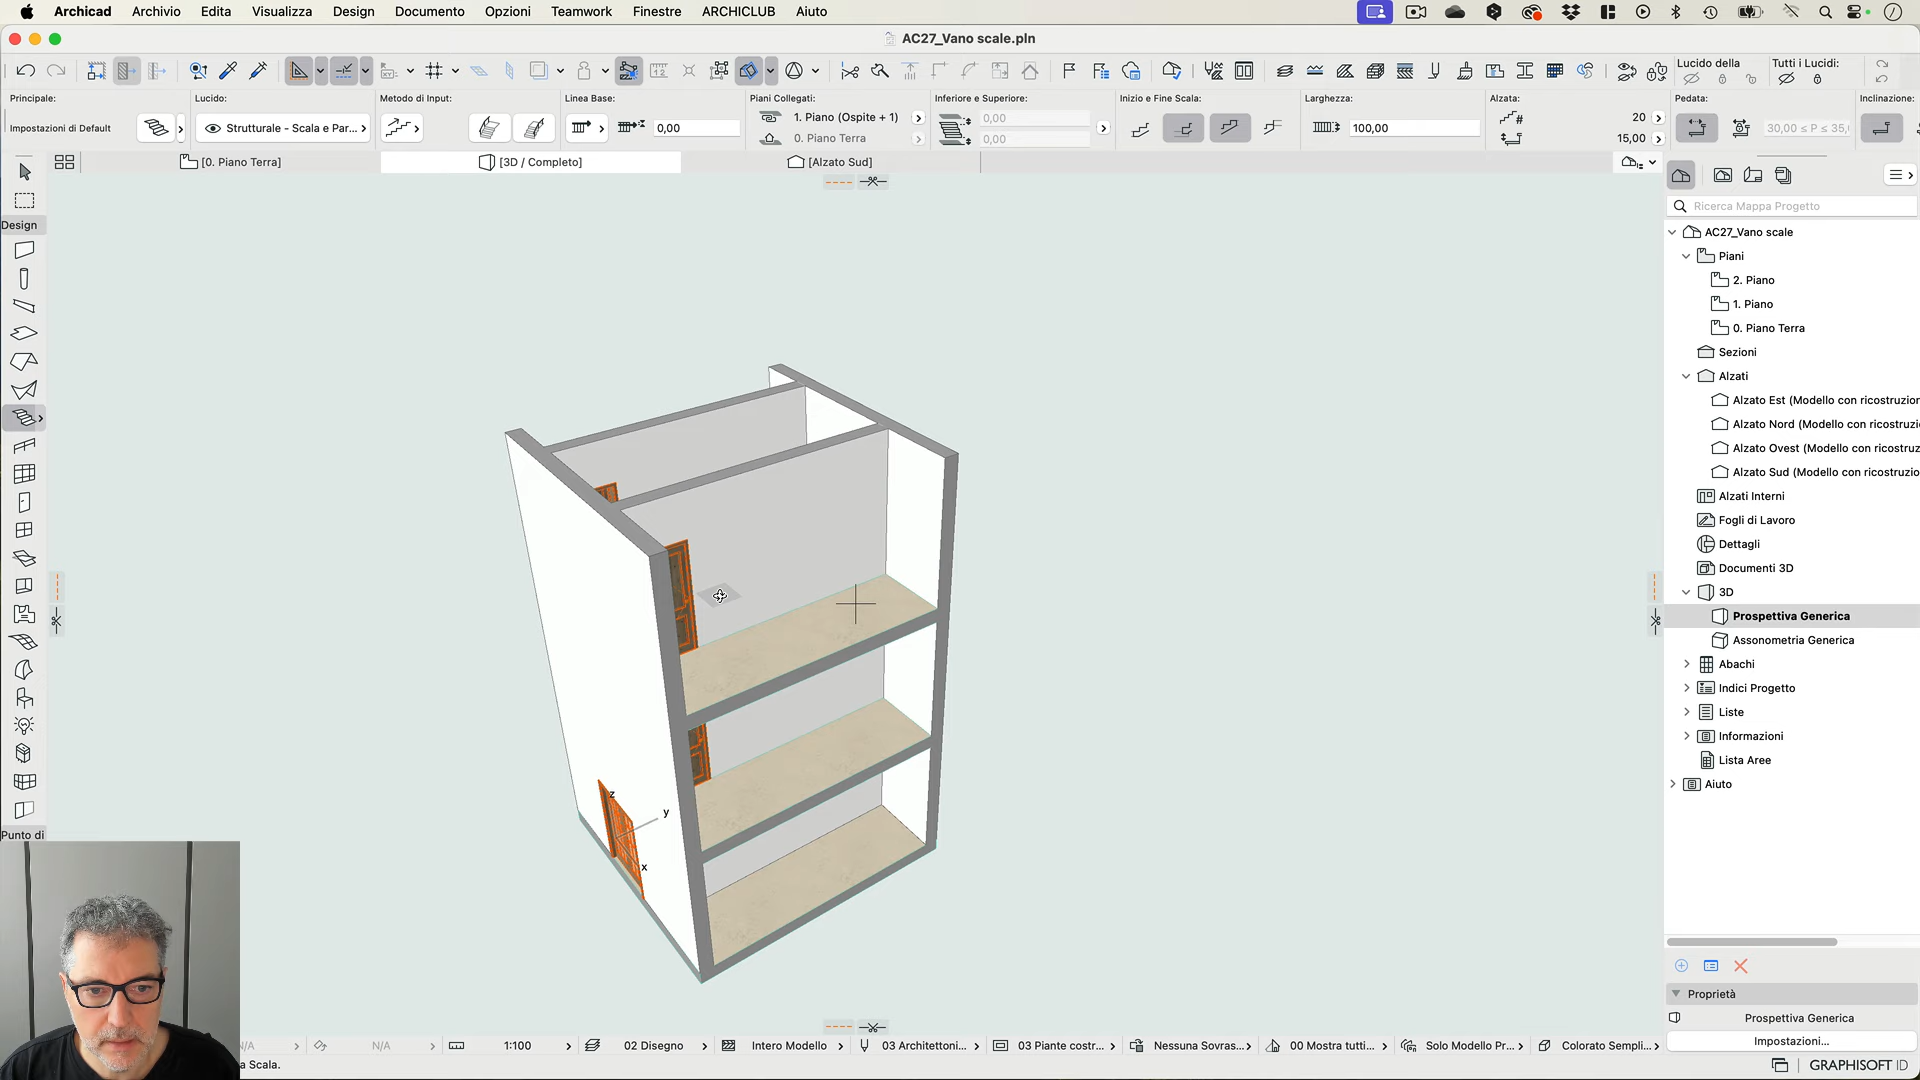 Archicad Archivio Edita Visualizza Design Documento Opzioni Teamwork Finestre ARCHICLUB Aiuto
AC27_Vano scale.pln
Lucido della
Tutti i Lucidi:
Principale:
Lucido:
Metodo di Input:
Linea Base:
Piani Collegati:
Inferiore e Superiore:
Inizio e Fine Scala:
Larghezza:
Alzata:
Pedata:
Inclinazione:
Impostazioni di Default
Strutturale - Scala e Par...
0,00
1. Piano (Ospite + 1)
0. Piano Terra
0,00
0,00
100,00
20
15,00
30,00 ≤ P ≤ 35,
[0. Piano Terra]
[3D / Completo]
[Alzato Sud]
Design
Punto di
Ricerca Mappa Progetto
AC27_Vano scale
Piani
2. Piano
1. Piano
0. Piano Terra
Sezioni
Alzati
Alzato Est (Modello con ricostruzion
Alzato Nord (Modello con ricostruzio
Alzato Ovest (Modello con ricostruz
Alzato Sud (Modello con ricostruzio
Alzati Interni
Fogli di Lavoro
Dettagli
Documenti 3D
3D
Prospettiva Generica
Assonometria Generica
Abachi
Indici Progetto
Liste
Informazioni
Lista Aree
Aiuto
z
y
x
Proprietà
Prospettiva Generica
Impostazioni...
N/A
N/A
1:100
02 Disegno
Intero Modello
03 Architettoni...
03 Piante costr...
Nessuna Sovras...
00 Mostra tutti...
Solo Modello Pr...
Colorato Sempli...
a Scala.
GRAPHISOFT ID